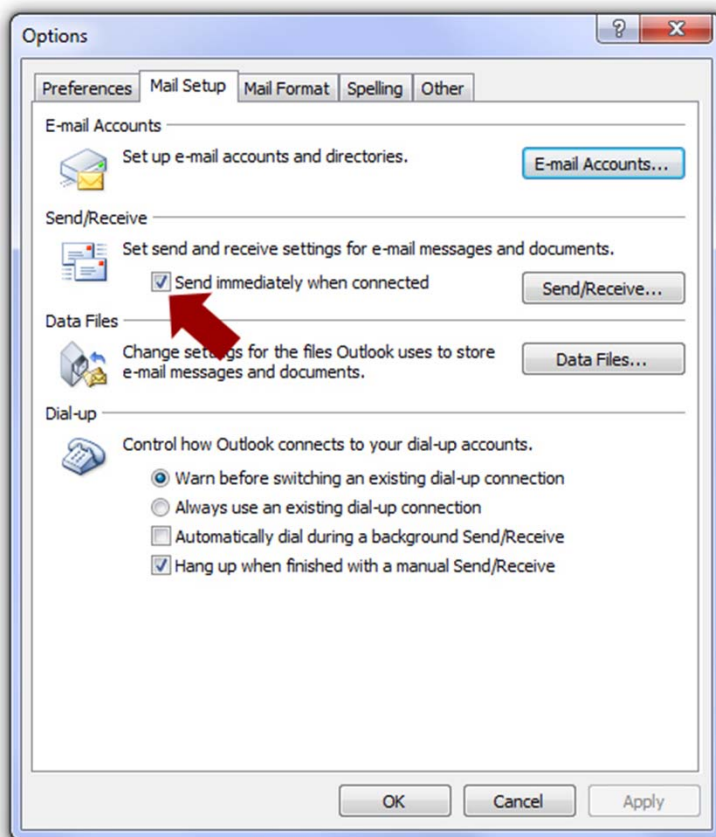 Options
?
Preferences Mail Setup Mail Format Spelling Other
E-mail Accounts
Set up e-mail accounts and directories.
E-mail Accounts...
Send/Receive
Set send and receive settings for e-mail messages and documents.
Send immediately when connected
Send/Receive...
Data Files
Change settings for the files Outlook uses to store
e-mail messages and documents.
Data Files...
Dial-up
Control how Outlook connects to your dial-up accounts.
Warn before switching an existing dial-up connection
Always use an existing dial-up connection
Automatically dial during a background Send/Receive
Hang up when finished with a manual Send/Receive
OK Cancel Apply